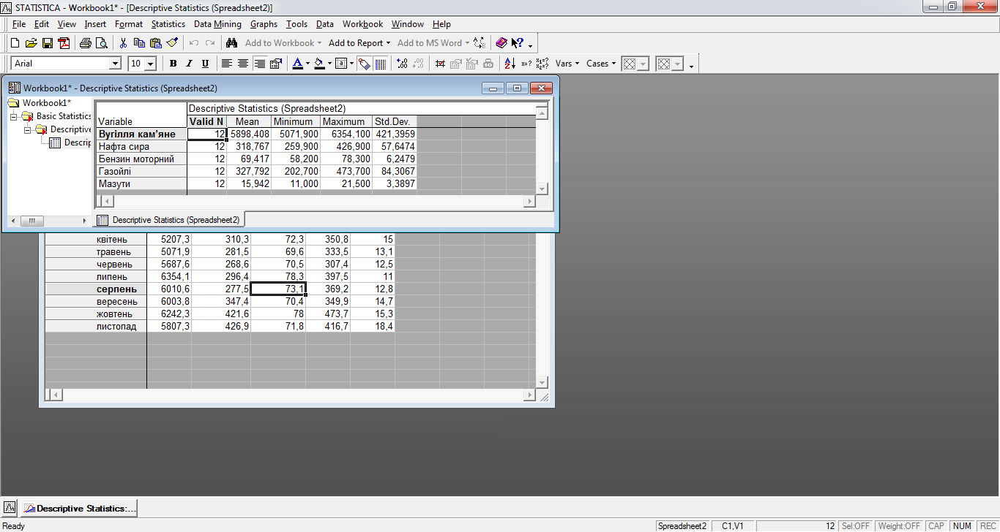 STATISTICA - Workbook1* - [Descriptive Statistics (Spreadsheet2)]
File Edit View Insert Format Statistics Data Mining Graphs Tools Data Workbook Window Help
Add to Workbook Add to Report Add to MS Word
Arial 10 B I U Vars Cases
Workbook1* - Descriptive Statistics (Spreadsheet2)
Workbook1*
Basic Statistics
Descriptive
Descrip
Descriptive Statistics (Spreadsheet2)
Variable Valid N Mean Minimum Maximum Std.Dev.
Вугілля кам'яне 12 5898,408 5071,900 6354,100 421,3959
Нафта сира 12 318,767 259,900 426,900 57,6474
Бензин моторний 12 69,417 58,200 78,300 6,2479
Газойлі 12 327,792 202,700 473,700 84,3067
Мазути 12 15,942 11,000 21,500 3,3897
Descriptive Statistics (Spreadsheet2)
квітень 5207,3 310,3 72,3 350,8 15
травень 5071,9 281,5 69,6 333,5 13,1
червень 5687,6 268,6 70,5 307,4 12,5
липень 6354,1 296,4 78,3 397,5 11
серпень 6010,6 277,5 73,1 369,2 12,8
вересень 6003,8 347,4 70,4 349,9 14,7
жовтень 6242,3 421,6 78 473,7 15,3
листопад 5807,3 426,9 71,8 416,7 18,4
Descriptive Statistics:...
Ready Spreadsheet2 C1,V1 12 Sel:OFF Weight:OFF CAP NUM REC